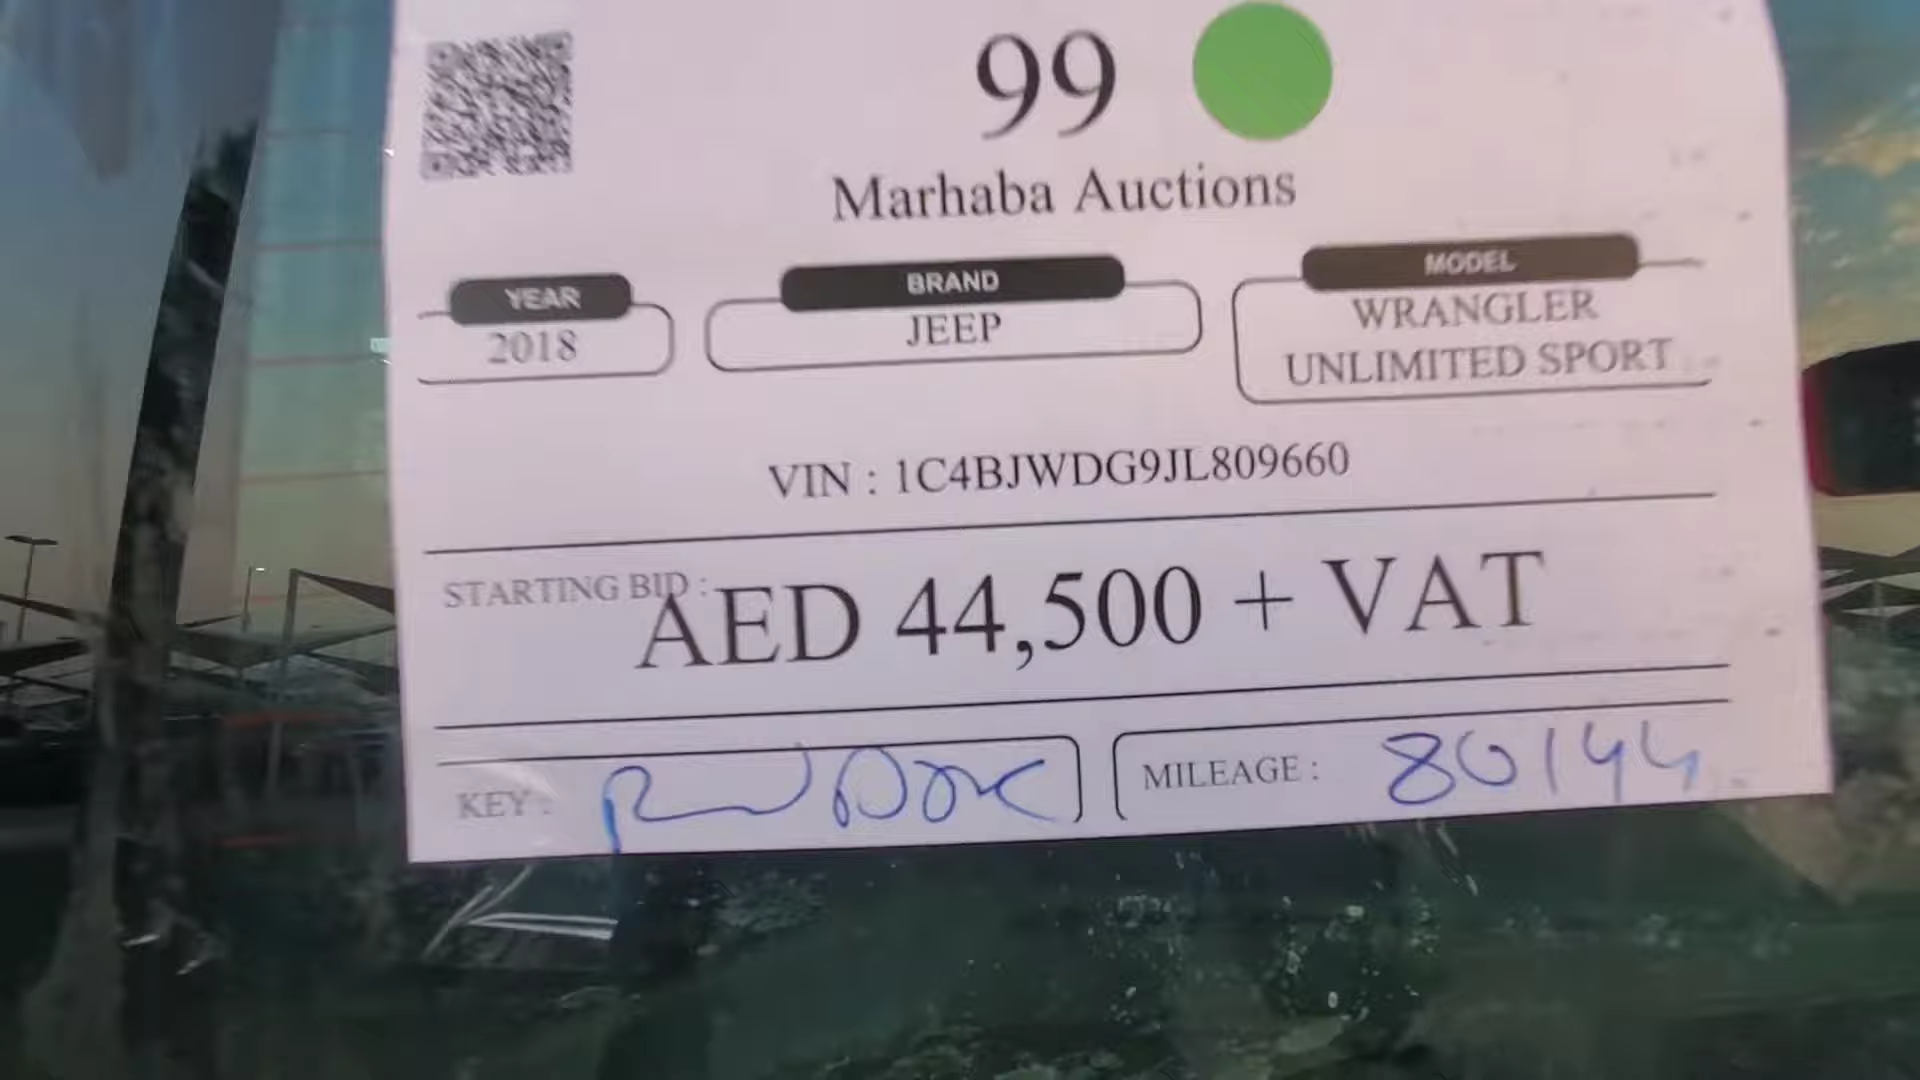 99
Marhaba Auctions
YEAR
2018
BRAND
JEEP
MODEL
WRANGLER
UNLIMITED SPORT
VIN : 1C4BJWDG9JL809660
STARTING BID :
AED 44,500 + VAT
KEY :
MILEAGE : 80144